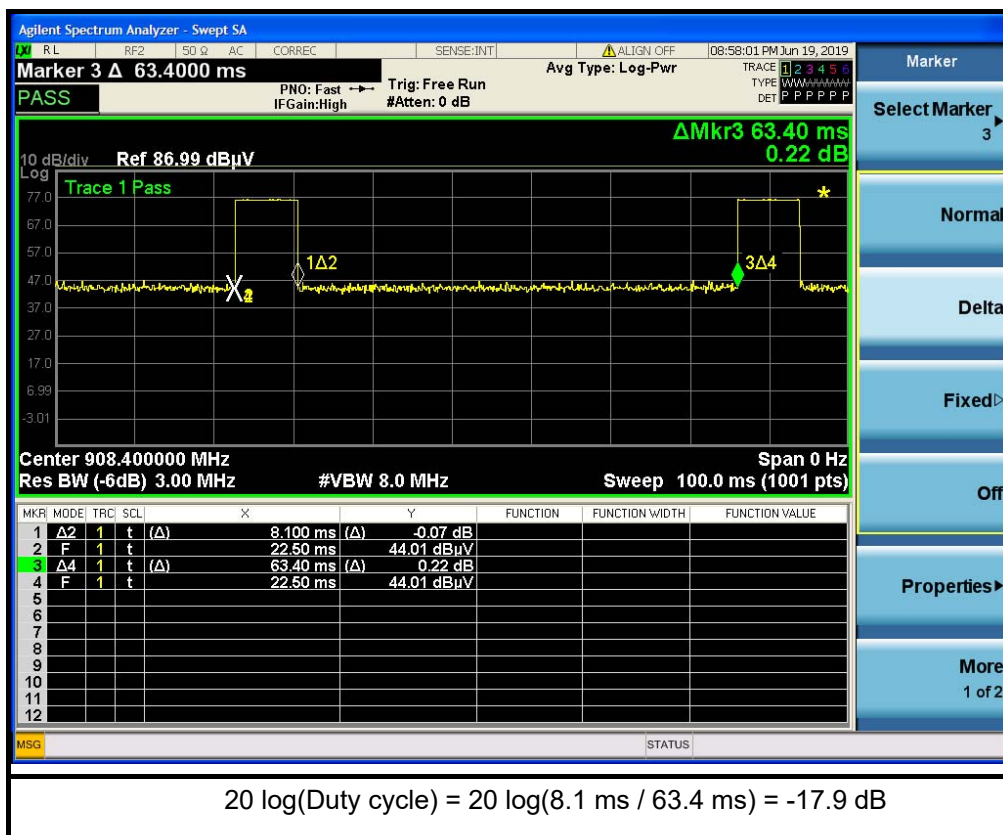 Agilent Spectrum Analyzer - Swept SA
LXI RL RF2 50 Ω AC CORREC SENSE:INT ALIGN OFF 08:58:01 PM Jun 19, 2019
Marker 3 Δ 63.4000 ms
PNO: Fast
IFGain:High
Trig: Free Run
#Atten: 0 dB
Avg Type: Log-Pwr
TRACE 1 2 3 4 5 6
TYPE WWWWWW
DET P P P P P P
PASS
ΔMkr3 63.40 ms
0.22 dB
10 dB/div Ref 86.99 dBµV
Log
Trace 1 Pass
77.0
67.0
57.0
47.0
37.0
27.0
17.0
6.99
-3.01
1Δ2
3Δ4
*
Center 908.400000 MHz Span 0 Hz
Res BW (-6dB) 3.00 MHz #VBW 8.0 MHz Sweep 100.0 ms (1001 pts)
MKR MODE TRC SCL X Y FUNCTION FUNCTION WIDTH FUNCTION VALUE
1 Δ2 1 t (Δ) 8.100 ms (Δ) -0.07 dB
2 F 1 t 22.50 ms 44.01 dBµV
3 Δ4 1 t (Δ) 63.40 ms (Δ) 0.22 dB
4 F 1 t 22.50 ms 44.01 dBµV
5
6
7
8
9
10
11
12
MSG STATUS
Marker
Select Marker
3
Normal
Delta
Fixed
Off
Properties
More
1 of 2
20 log(Duty cycle) = 20 log(8.1 ms / 63.4 ms) = -17.9 dB